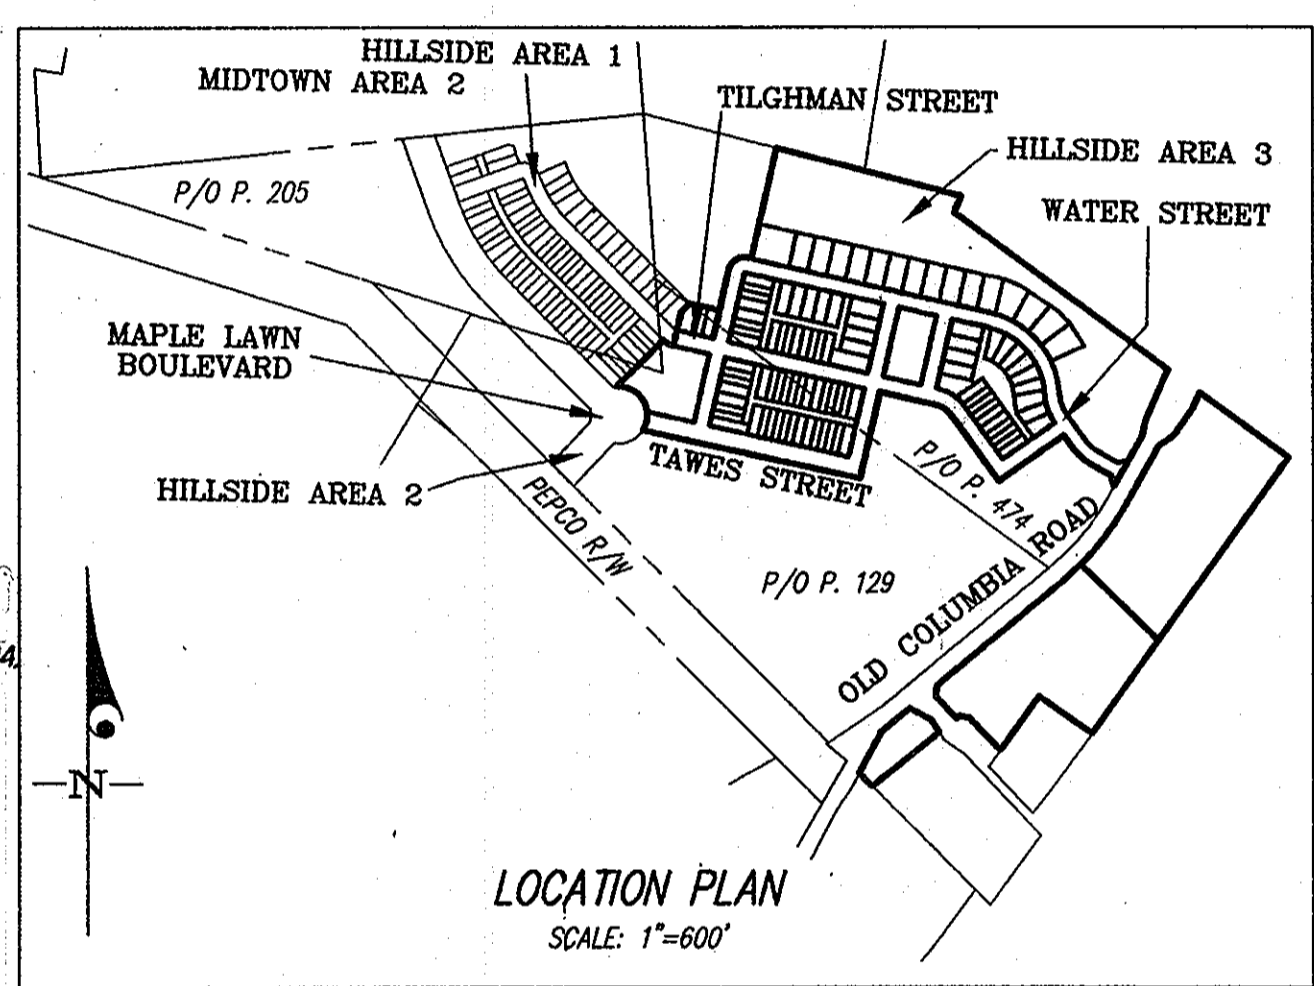 HILLSIDE AREA 1
MIDTOWN AREA 2
TILGHMAN STREET
HILLSIDE AREA 3
P/O P. 205
WATER STREET
MAPLE LAWN
BOULEVARD
TAWES STREET
P/O P. 474
HILLSIDE AREA 2
PEPCO R/W
P/O P. 129
OLD COLUMBIA ROAD
N
LOCATION PLAN
SCALE: 1"=600'